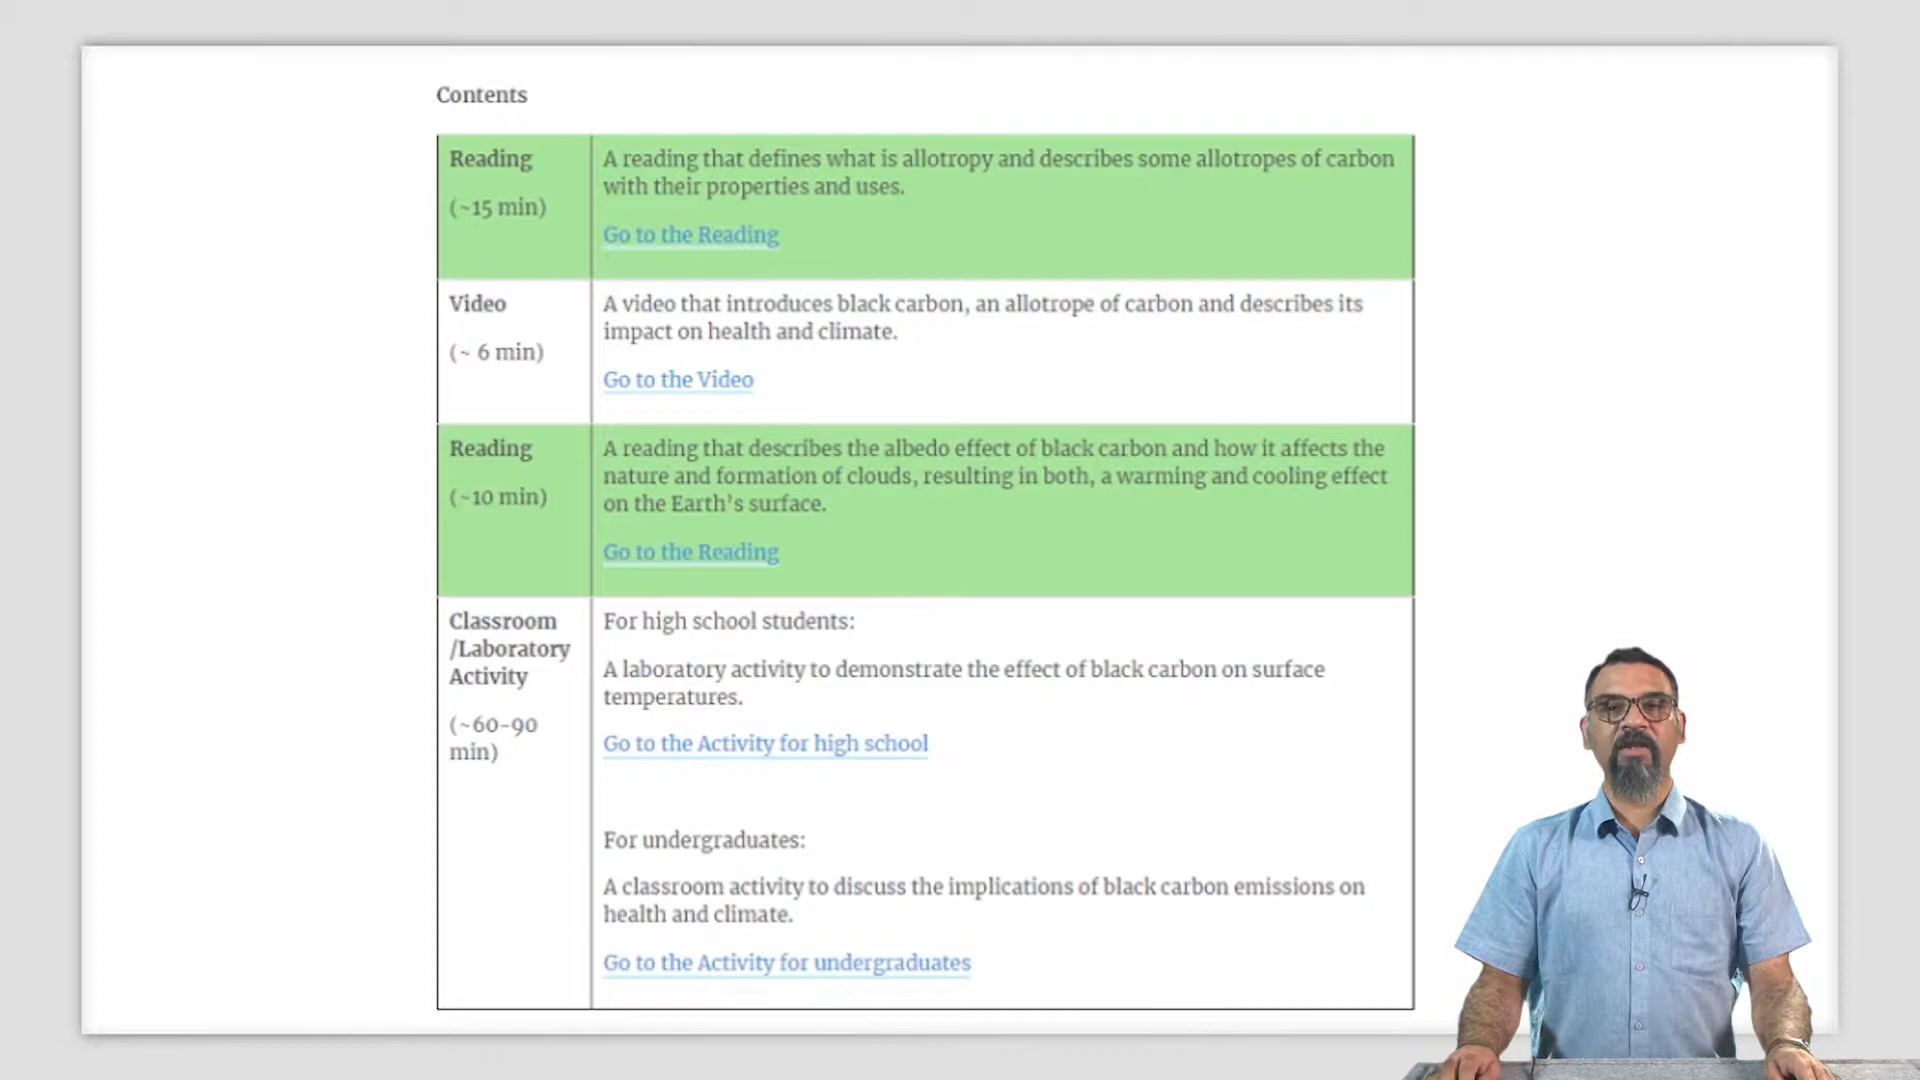 Contents
Reading
(~15 min)
A reading that defines what is allotropy and describes some allotropes of carbon
with their properties and uses.
Go to the Reading
Video
(~ 6 min)
A video that introduces black carbon, an allotrope of carbon and describes its
impact on health and climate.
Go to the Video
Reading
(~10 min)
A reading that describes the albedo effect of black carbon and how it affects the
nature and formation of clouds, resulting in both, a warming and cooling effect
on the Earth's surface.
Go to the Reading
Classroom
/Laboratory
Activity
(~60-90
min)
For high school students:
A laboratory activity to demonstrate the effect of black carbon on surface
temperatures.
Go to the Activity for high school
For undergraduates:
A classroom activity to discuss the implications of black carbon emissions on
health and climate.
Go to the Activity for undergraduates